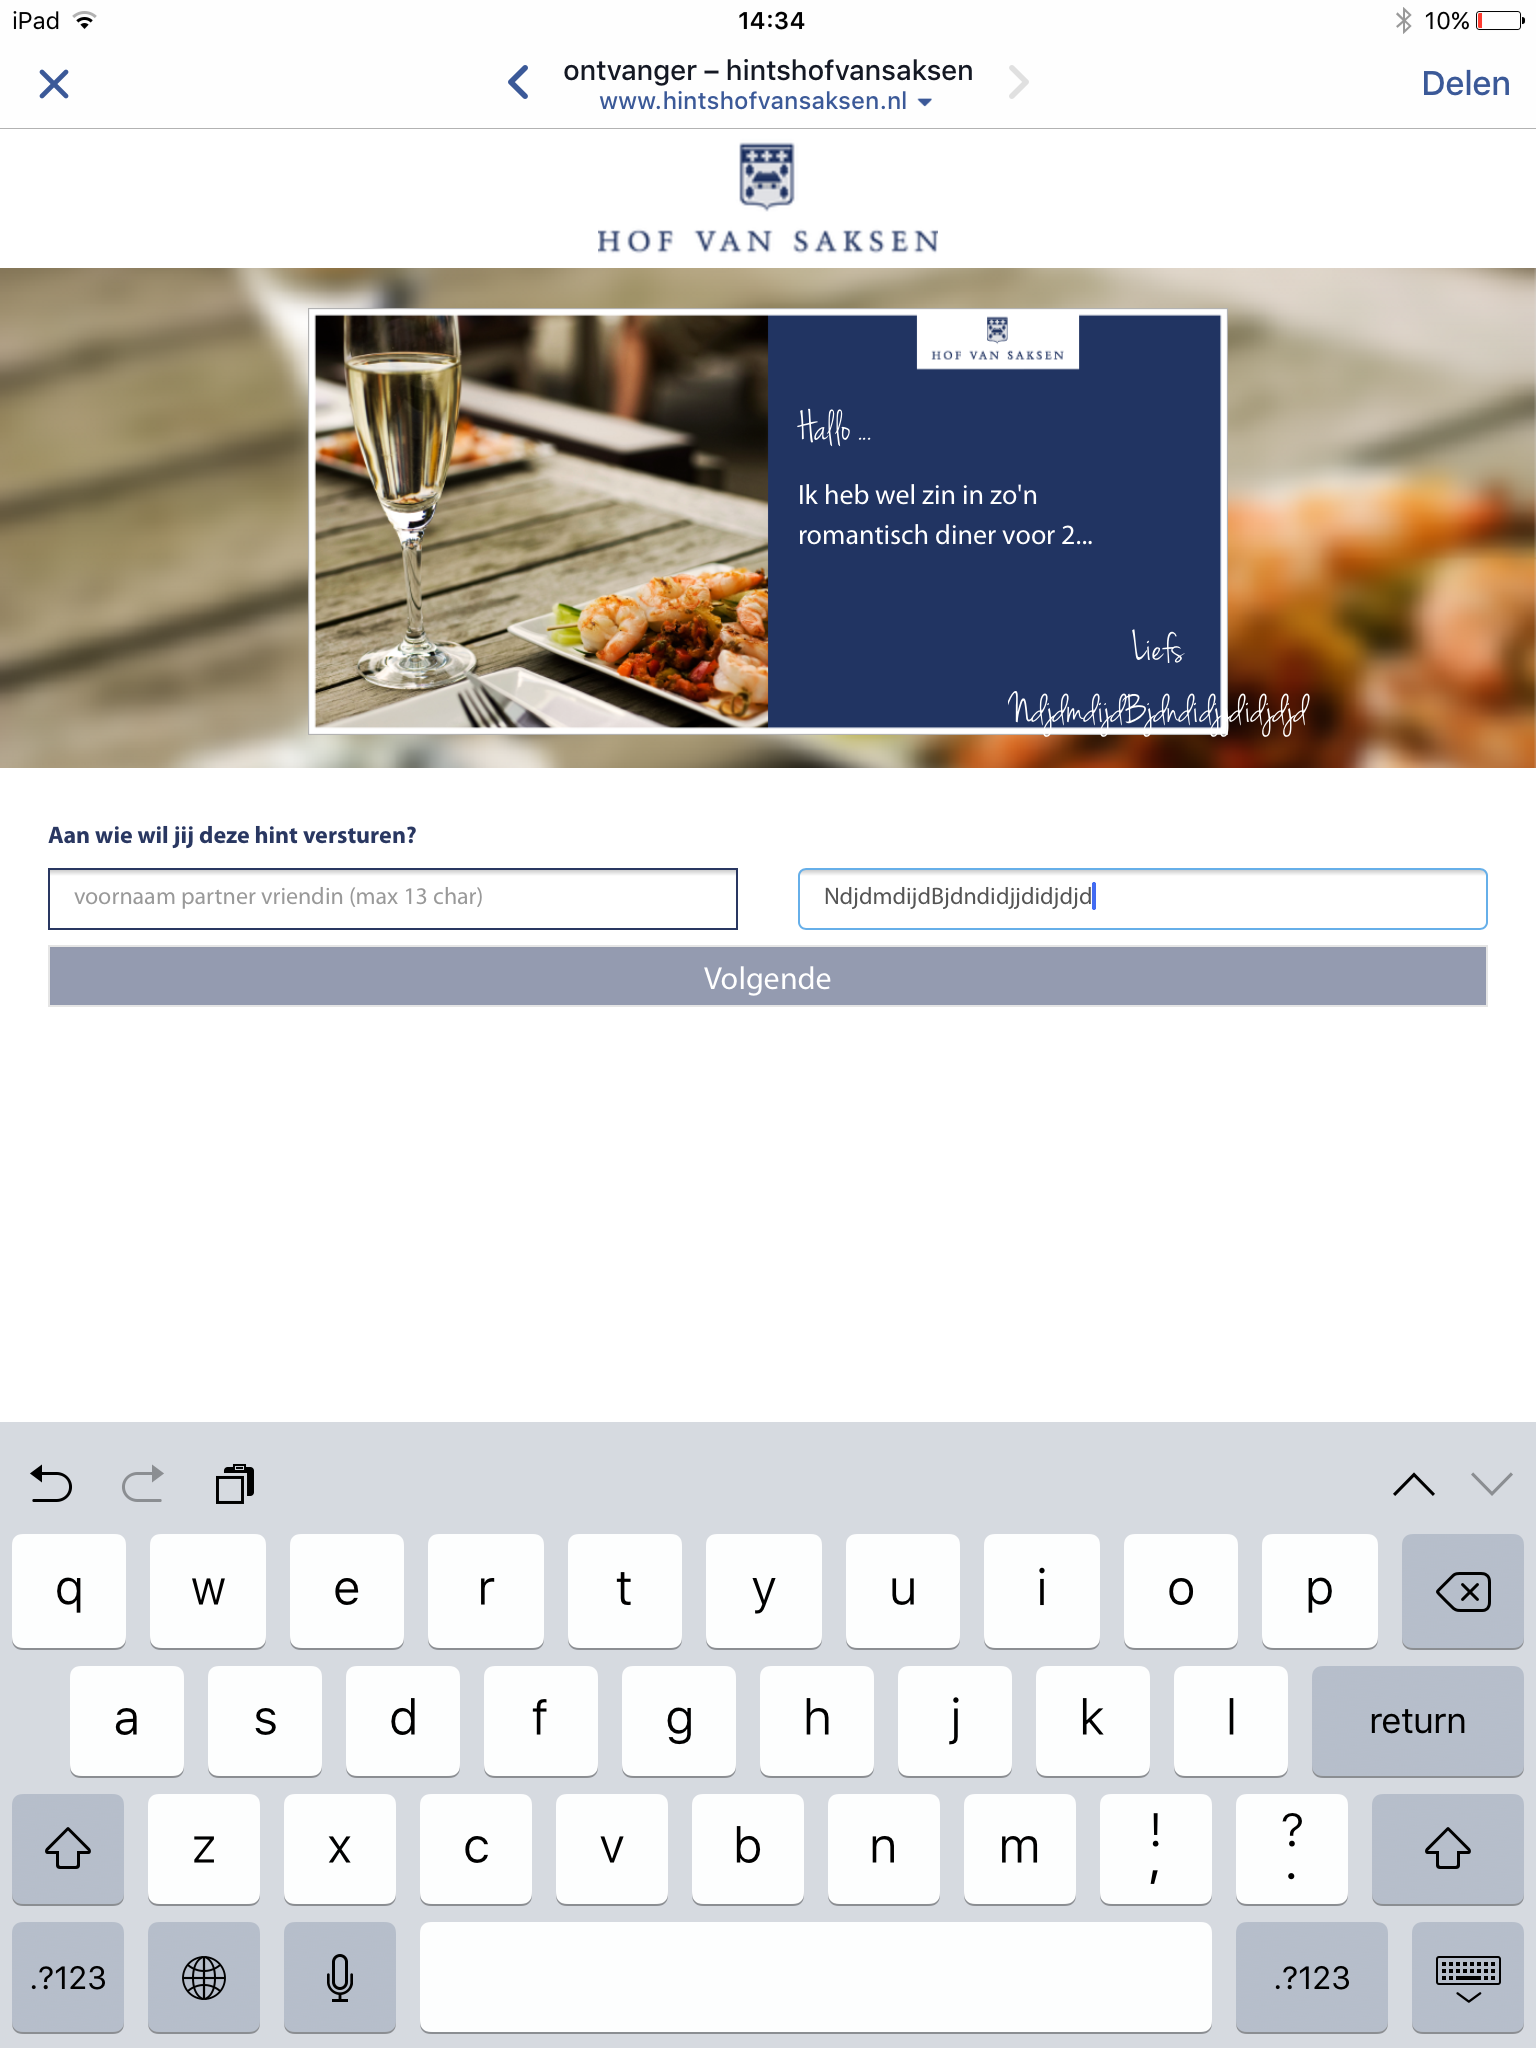 iPad 14:34 10%
ontvanger – hintshofvansaksen
www.hintshofvansaksen.nl
Delen
HOF VAN SAKSEN
HOF VAN SAKSEN
Hallo ...
Ik heb wel zin in zo'n
romantisch diner voor 2...
Liefs
NdjdmdijdBjdndidjjdidjdjd
Aan wie wil jij deze hint versturen?
voornaam partner vriendin (max 13 char)
NdjdmdijdBjdndidjjdidjdjd
Volgende
q w e r t y u i o p
a s d f g h j k l return
z x c v b n m ! , ? .
.?123 .?123